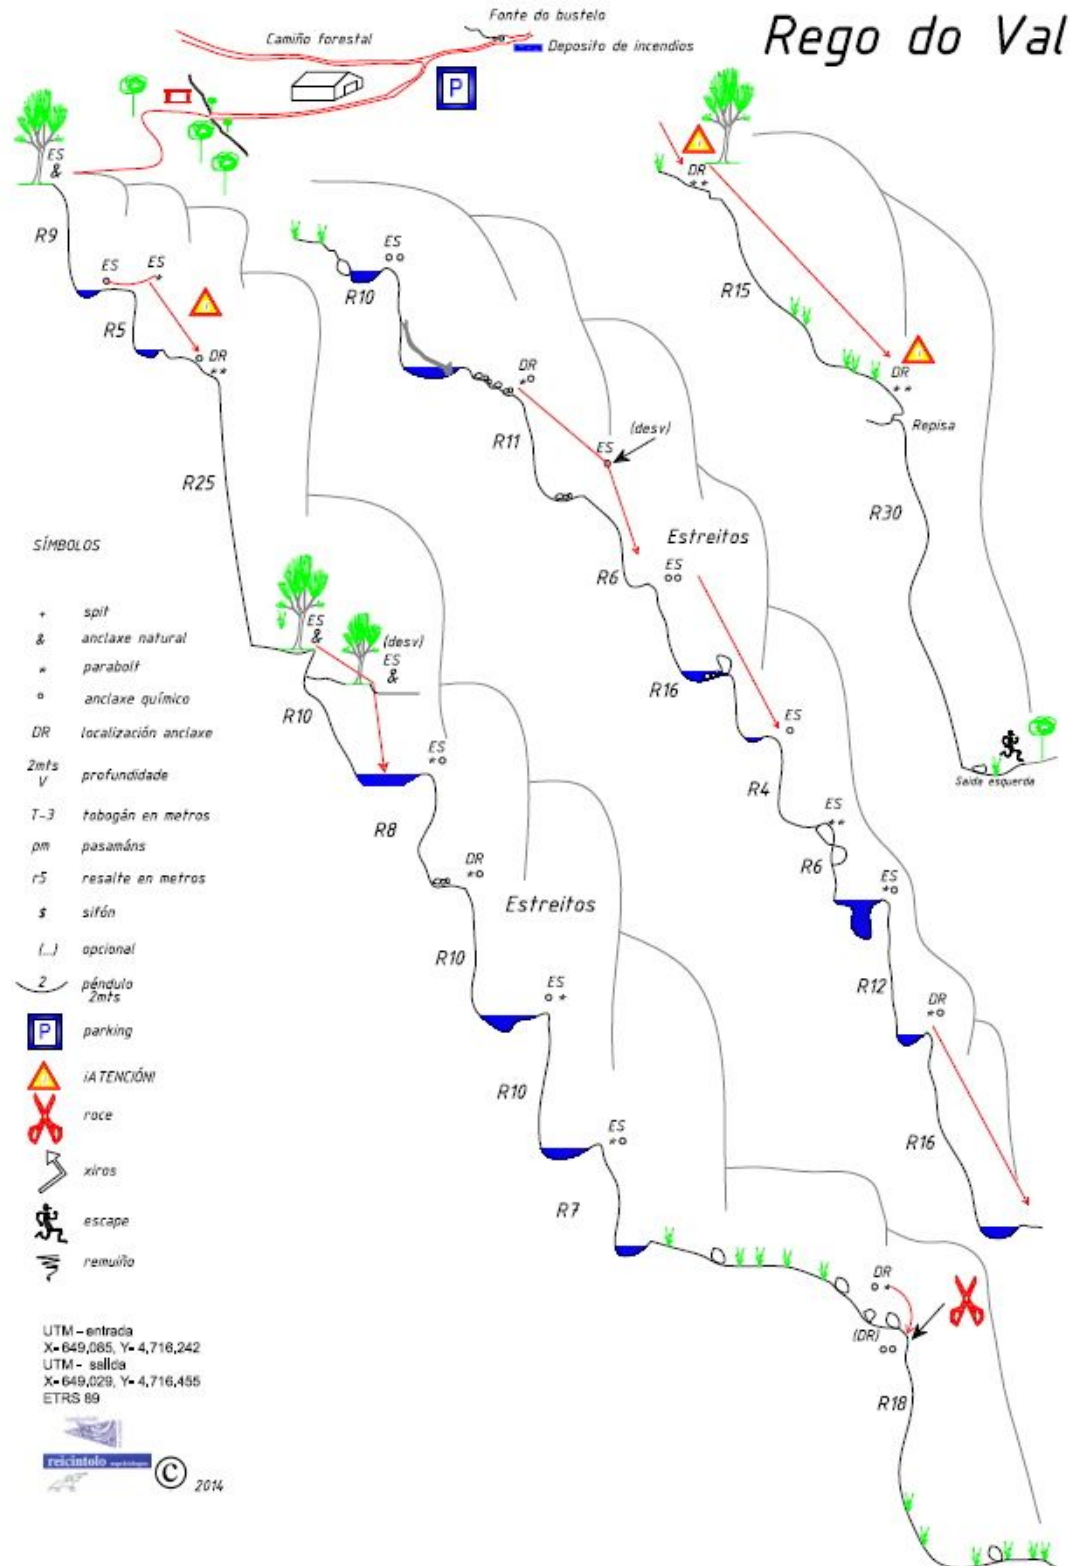 Rego do Val
Fonte do bustelo
Camiño forestal
Deposito de incendios
P
ES
&
R9
ES
ES
R5
DR
R25
ES
&
(desv)
ES
&
R10
ES
R8
DR
Estreitos
R10
ES
R10
ES
R7
DR
(DR)
R18
ES
R10
DR
R11
ES
(desv)
Estreitos
R6
ES
R16
ES
R4
ES
R6
ES
R12
DR
R16
DR
R15
DR
Repisa
R30
Saida esquerda
SÍMBOLOS
+ spit
& anclaxe natural
* parabolt
o anclaxe químico
DR localización anclaxe
2mts
V profundidade
T-3 tobogán en metros
pm pasamáns
r5 resalte en metros
$ sifón
(...) opcional
2 péndulo
2mts
P parking
¡ATENCIÓN!
roce
xiros
escape
remuiño
UTM - entrada
X- 649,085, Y- 4,716,242
UTM - salida
X- 649,029, Y- 4,716,455
ETRS 89
reicintolo
© 2014